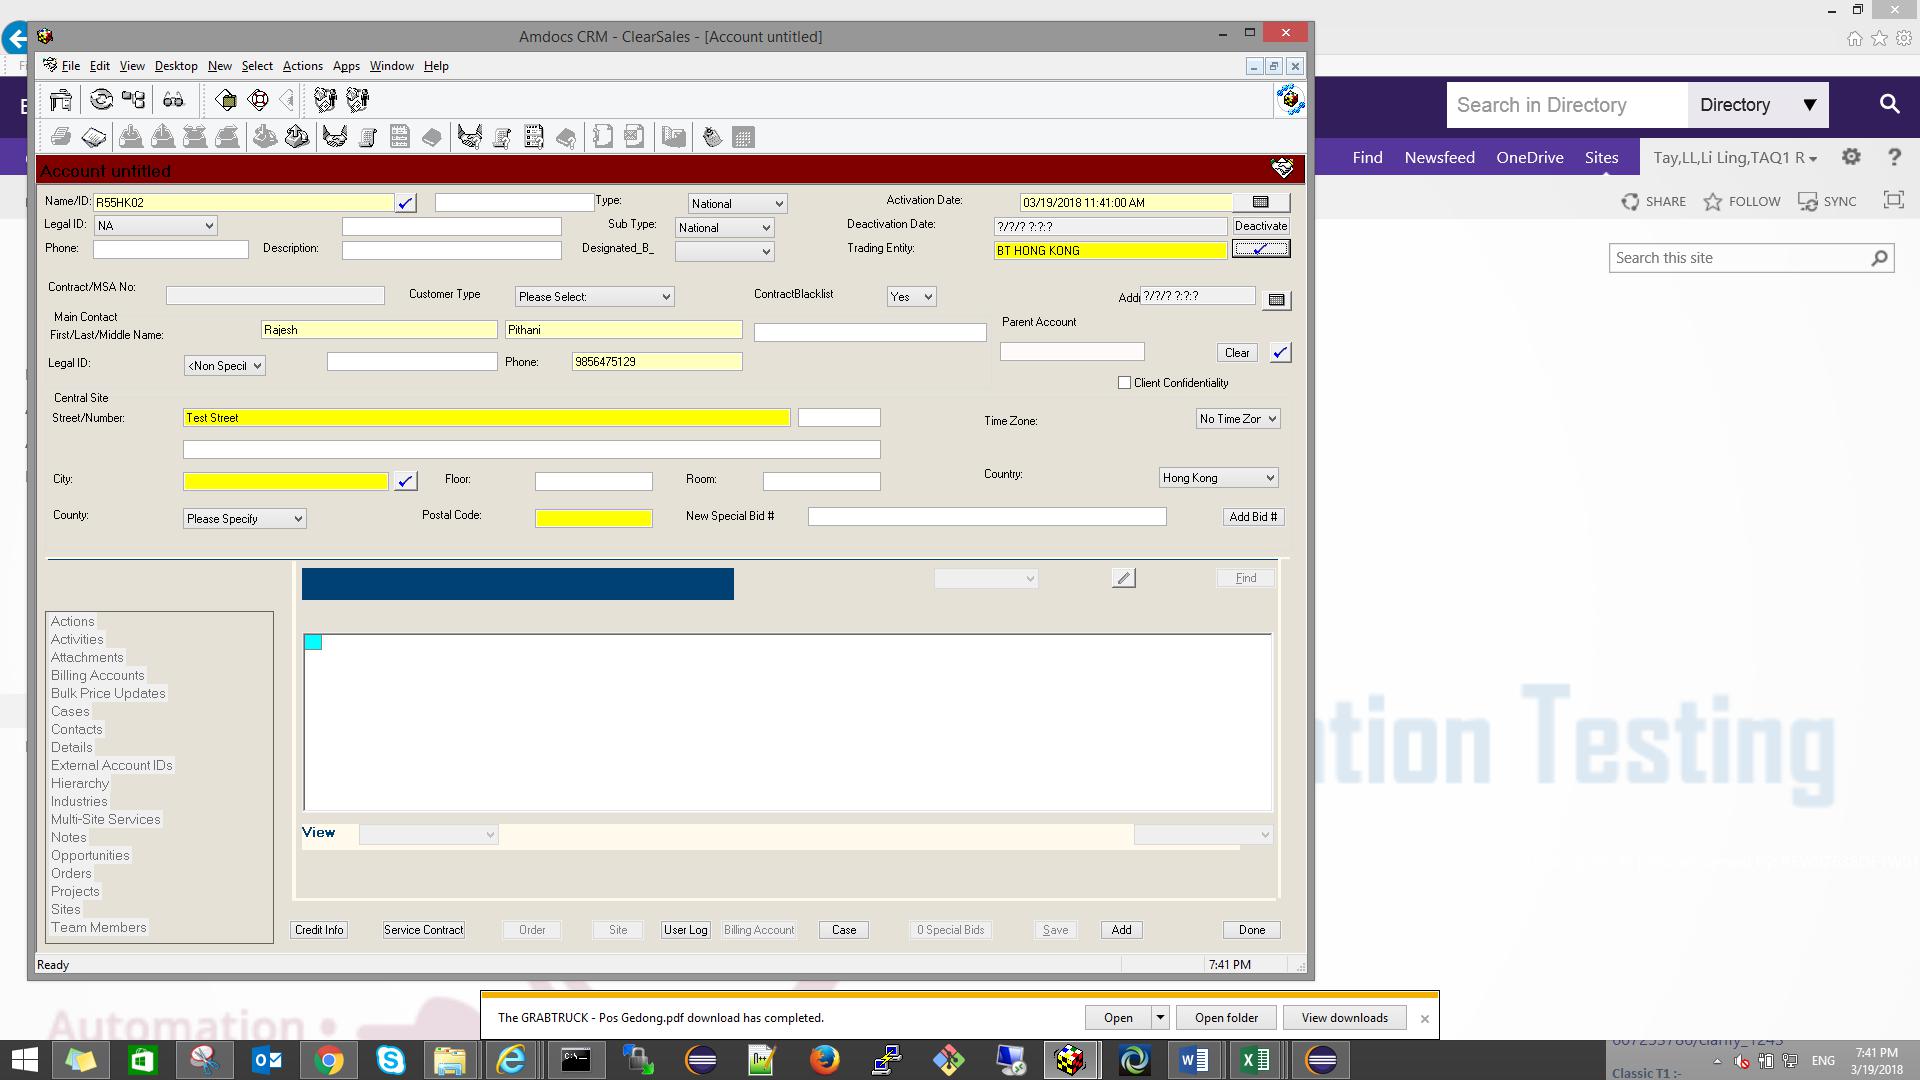 Amdocs CRM - ClearSales - [Account untitled]
File Edit View Desktop New Select Actions Apps Window Help
Search in Directory
Directory
Find Newsfeed OneDrive Sites Tay,LL,Li Ling,TAQ1 R
SHARE FOLLOW SYNC
Search this site
Account untitled
Name/ID: R55HK02 Type: National Activation Date: 03/19/2018 11:41:00 AM
Legal ID: NA Sub Type: National Deactivation Date: ?/?/? ?:?:? Deactivate
Phone: Description: Designated_B_ Trading Entity: BT HONG KONG
Contract/MSA No: Customer Type Please Select: ContractBlacklist Yes Addi ?/?/? ?:?:?
Main Contact
First/Last/Middle Name: Rajesh Pithani Parent Account
Legal ID: <Non Specif Phone: 9856475129 Clear
Client Confidentiality
Central Site
Street/Number: Test Street Time Zone: No Time Zor
City: Floor: Room: Country: Hong Kong
County: Please Specify Postal Code: New Special Bid # Add Bid #
Find
Actions
Activities
Attachments
Billing Accounts
Bulk Price Updates
Cases
Contacts
Details
External Account IDs
Hierarchy
Industries
Multi-Site Services
Notes
Opportunities
Orders
Projects
Sites
Team Members
View
Credit Info Service Contract Order Site User Log Billing Account Case 0 Special Bids Save Add Done
Ready 7:41 PM
ation Testing
Automation •
The GRABTRUCK - Pos Gedong.pdf download has completed. Open Open folder View downloads
Classic T1 :-
ENG
7:41 PM
3/19/2018